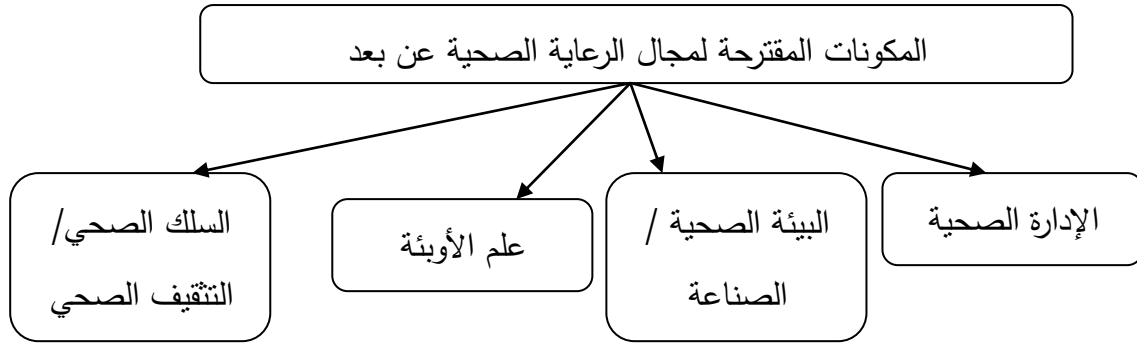 المكونات المقترحة لمجال الرعاية الصحية عن بعد
الإدارة الصحية
البيئة الصحية /
الصناعة
علم الأوبئة
السلك الصحي/
التثقيف الصحي